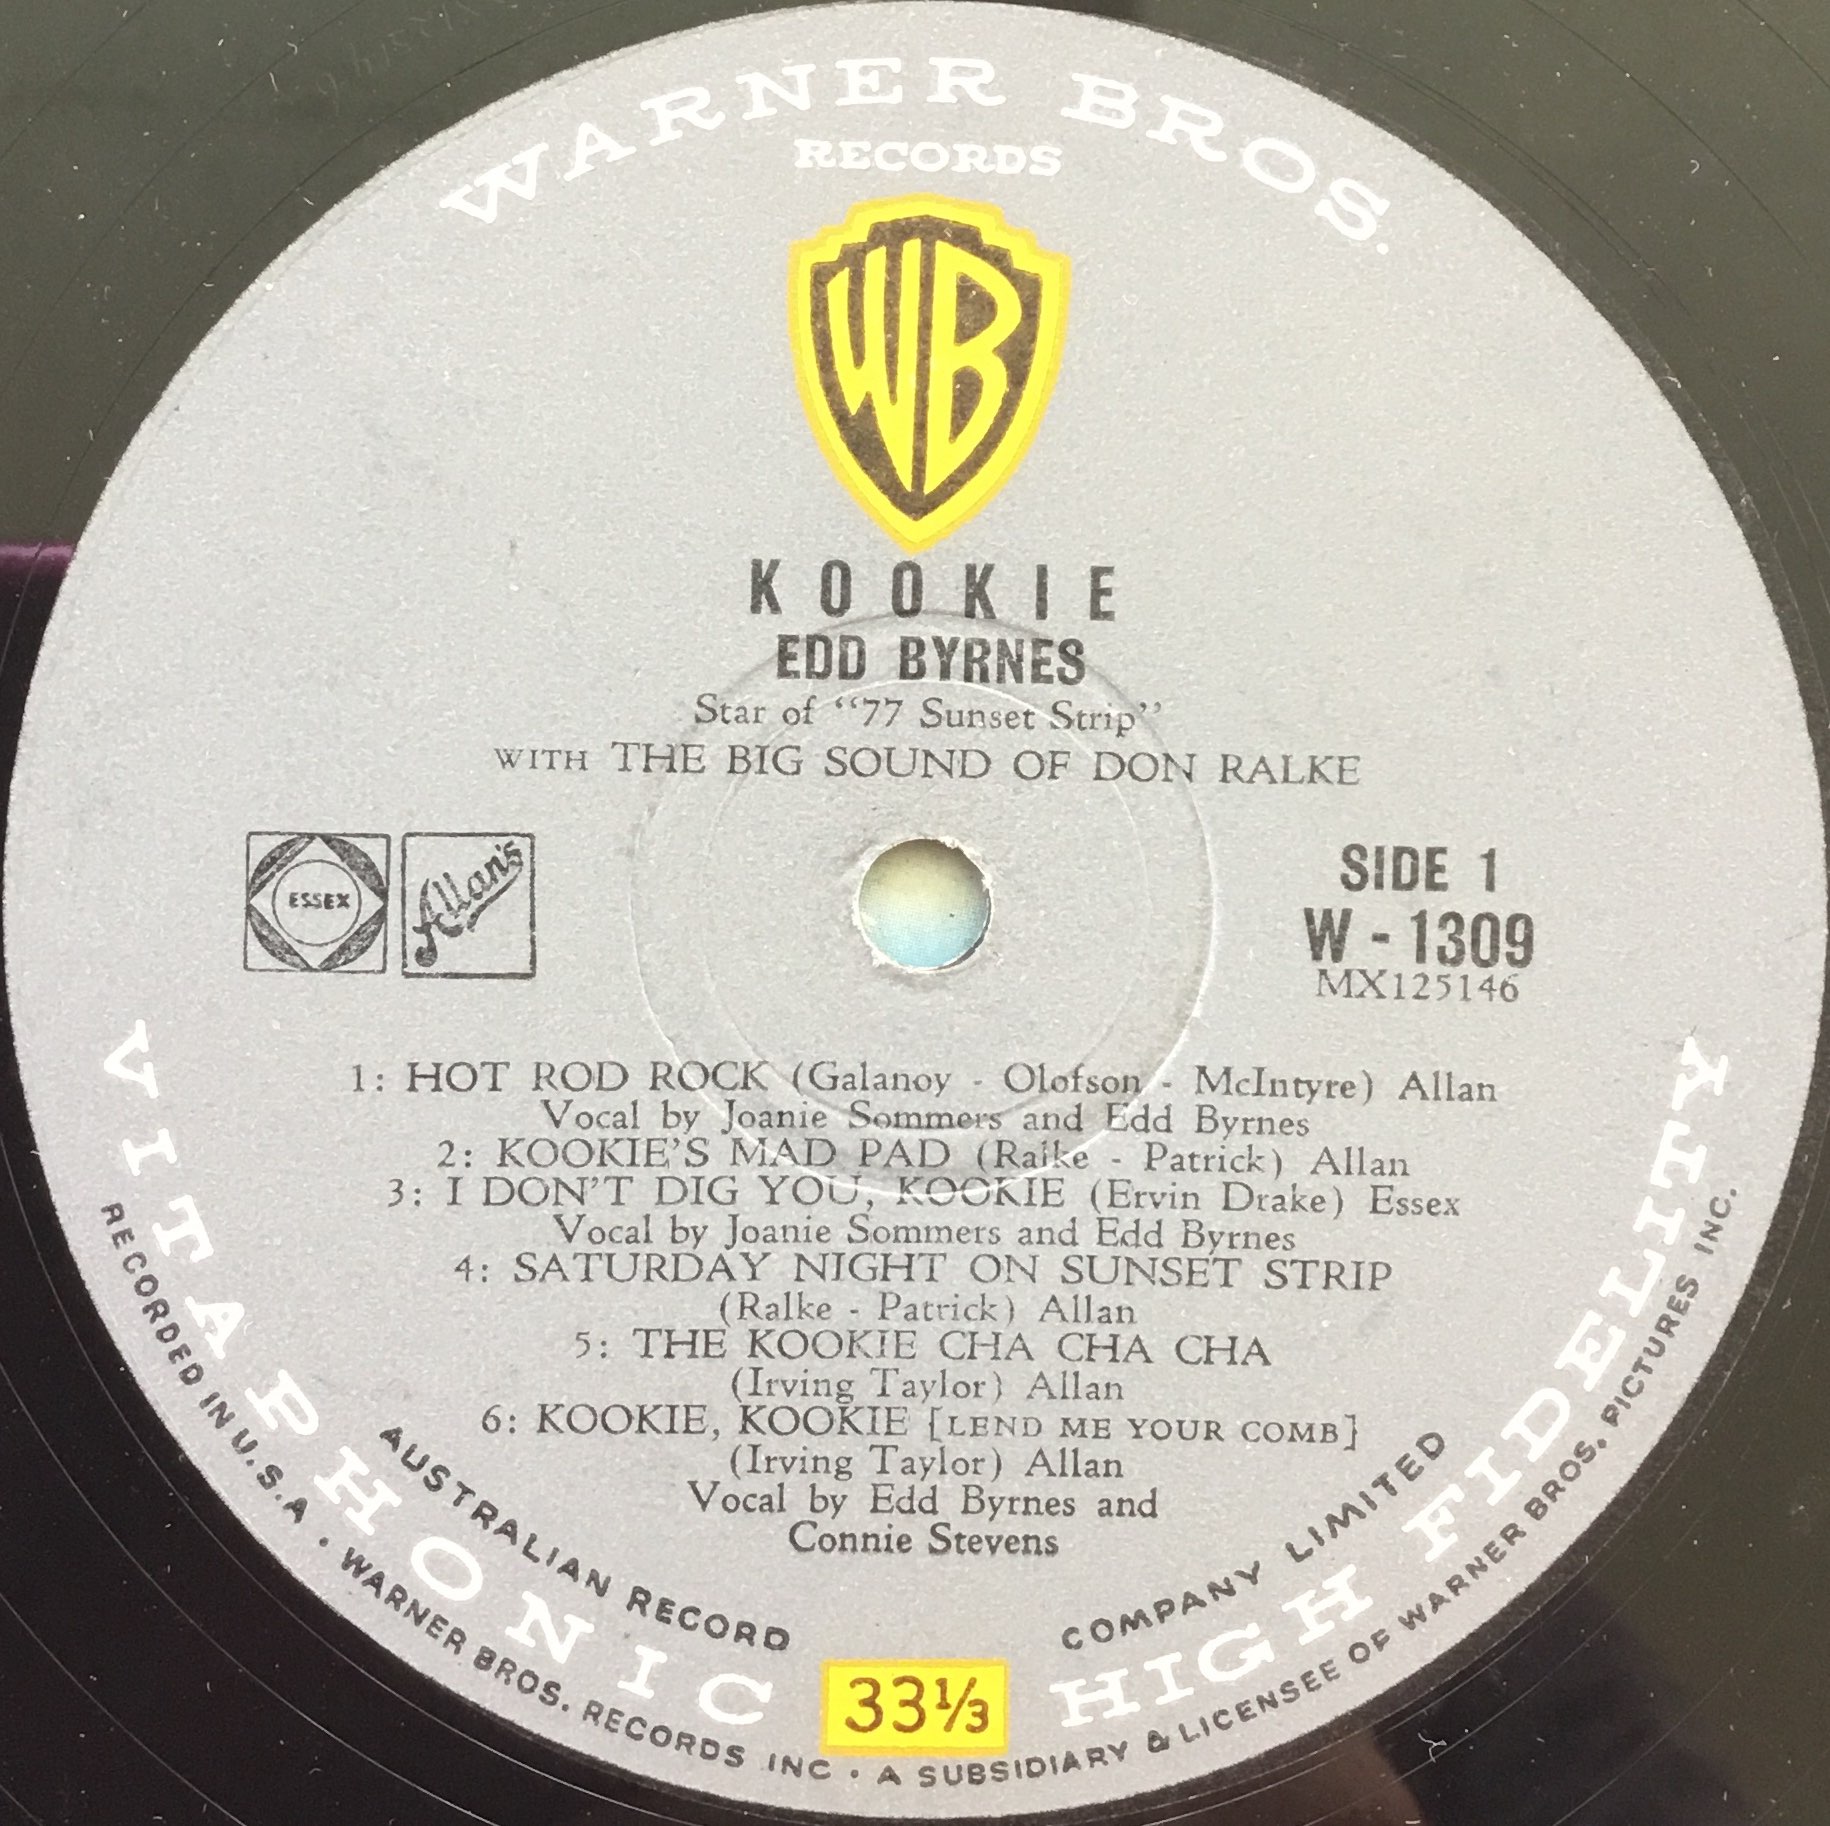 WARNER BROS.
RECORDS
WB
KOOKIE
EDD BYRNES
Star of “77 Sunset Strip”
WITH THE BIG SOUND OF DON RALKE
ESSEX
Allan's
SIDE 1
W - 1309
MX125146
1: HOT ROD ROCK (Galanoy - Olofson - McIntyre) Allan
Vocal by Joanie Sommers and Edd Byrnes
2: KOOKIE’S MAD PAD (Ralke - Patrick) Allan
3: I DON’T DIG YOU, KOOKIE (Ervin Drake) Essex
Vocal by Joanie Sommers and Edd Byrnes
4: SATURDAY NIGHT ON SUNSET STRIP
(Ralke - Patrick) Allan
5: THE KOOKIE CHA CHA CHA
(Irving Taylor) Allan
6: KOOKIE, KOOKIE [LEND ME YOUR COMB]
(Irving Taylor) Allan
Vocal by Edd Byrnes and
Connie Stevens
AUSTRALIAN RECORD COMPANY LIMITED
VITAPHONIC HIGH FIDELITY
33⅓
RECORDED IN U.S.A • WARNER BROS. RECORDS INC • A SUBSIDIARY & LICENSEE OF WARNER BROS. PICTURES INC.